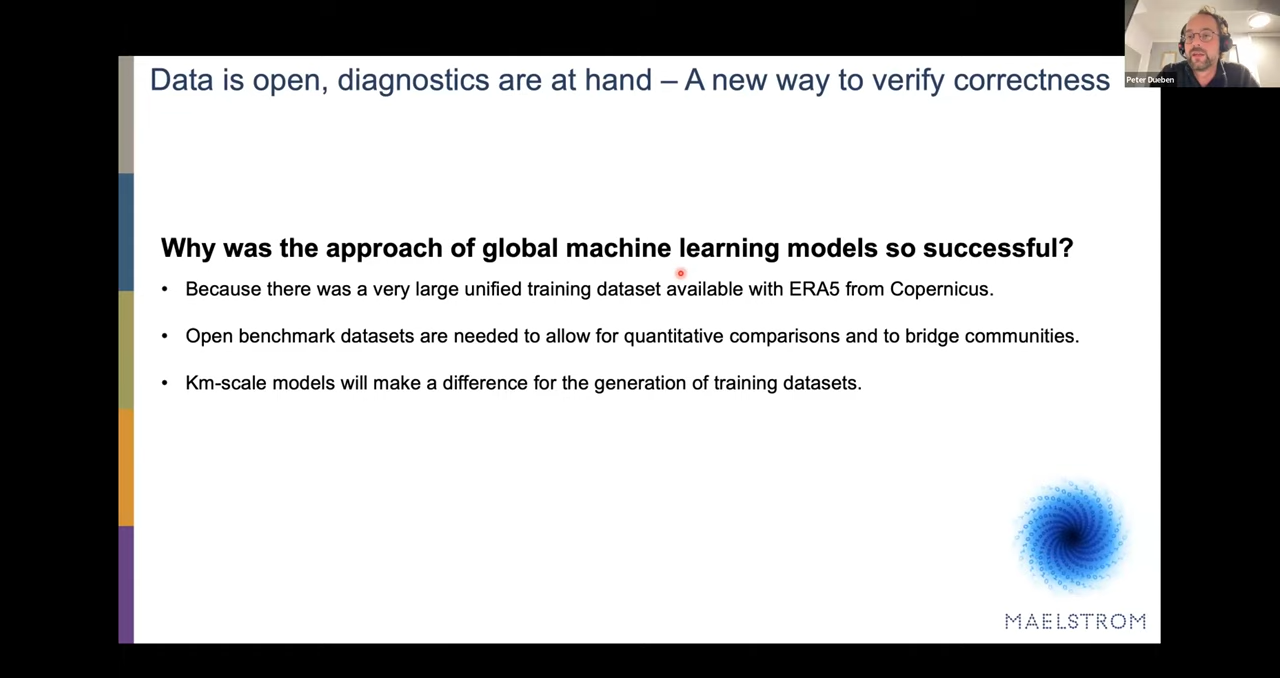 Data is open, diagnostics are at hand – A new way to verify correctness
Peter Dueben
Why was the approach of global machine learning models so successful?
• Because there was a very large unified training dataset available with ERA5 from Copernicus.
• Open benchmark datasets are needed to allow for quantitative comparisons and to bridge communities.
• Km-scale models will make a difference for the generation of training datasets.
MAELSTROM